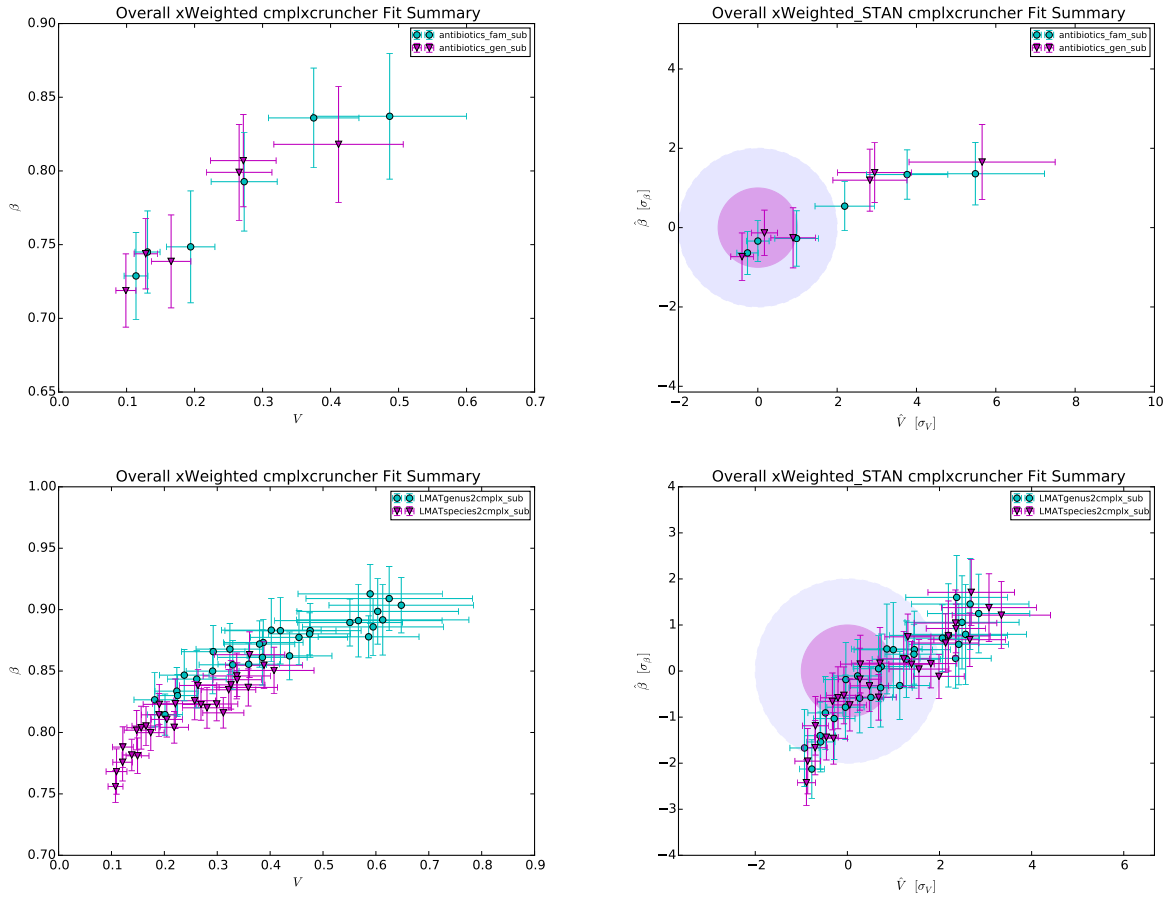 Overall xWeighted cmplxcruncher Fit Summary
0.90
0.85
0.80
0.75
0.70
0.65
β
0.0 0.1 0.2 0.3 0.4 0.5 0.6 0.7
V
antibiotics_fam_sub
antibiotics_gen_sub
Overall xWeighted_STAN cmplxcruncher Fit Summary
4
2
0
−2
−4
β̂ [σβ]
−2 0 2 4 6 8 10
V̂ [σV]
antibiotics_fam_sub
antibiotics_gen_sub
Overall xWeighted cmplxcruncher Fit Summary
1.00
0.95
0.90
0.85
0.80
0.75
0.70
β
0.0 0.1 0.2 0.3 0.4 0.5 0.6 0.7 0.8 0.9
V
LMATgenus2cmplx_sub
LMATspecies2cmplx_sub
Overall xWeighted_STAN cmplxcruncher Fit Summary
4
3
2
1
0
−1
−2
−3
−4
β̂ [σβ]
−2 0 2 4 6
V̂ [σV]
LMATgenus2cmplx_sub
LMATspecies2cmplx_sub